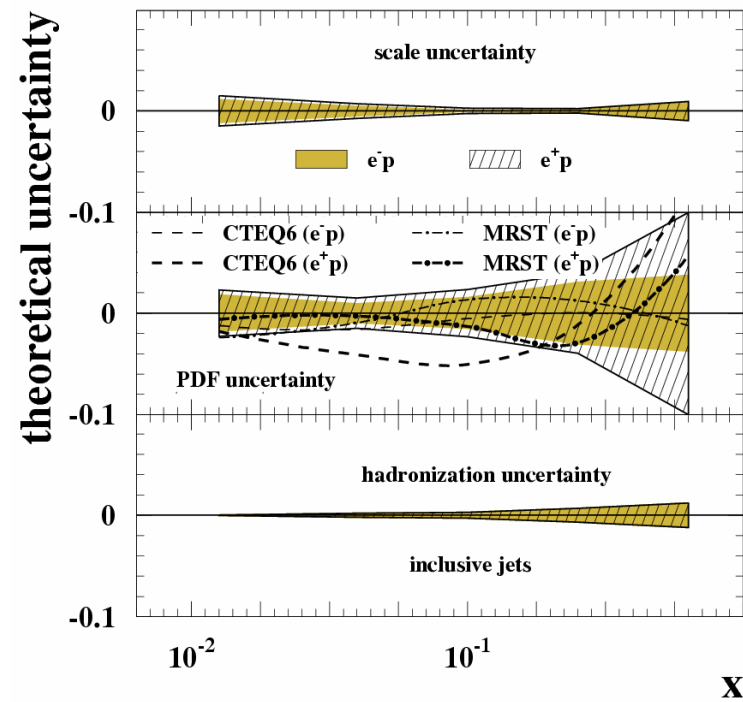 theoretical uncertainty
scale uncertainty
0
e⁻p
e⁺p
-0.1
CTEQ6 (e⁻p)
MRST (e⁻p)
CTEQ6 (e⁺p)
MRST (e⁺p)
0
PDF uncertainty
-0.1
hadronization uncertainty
0
inclusive jets
-0.1
10⁻²
10⁻¹
x